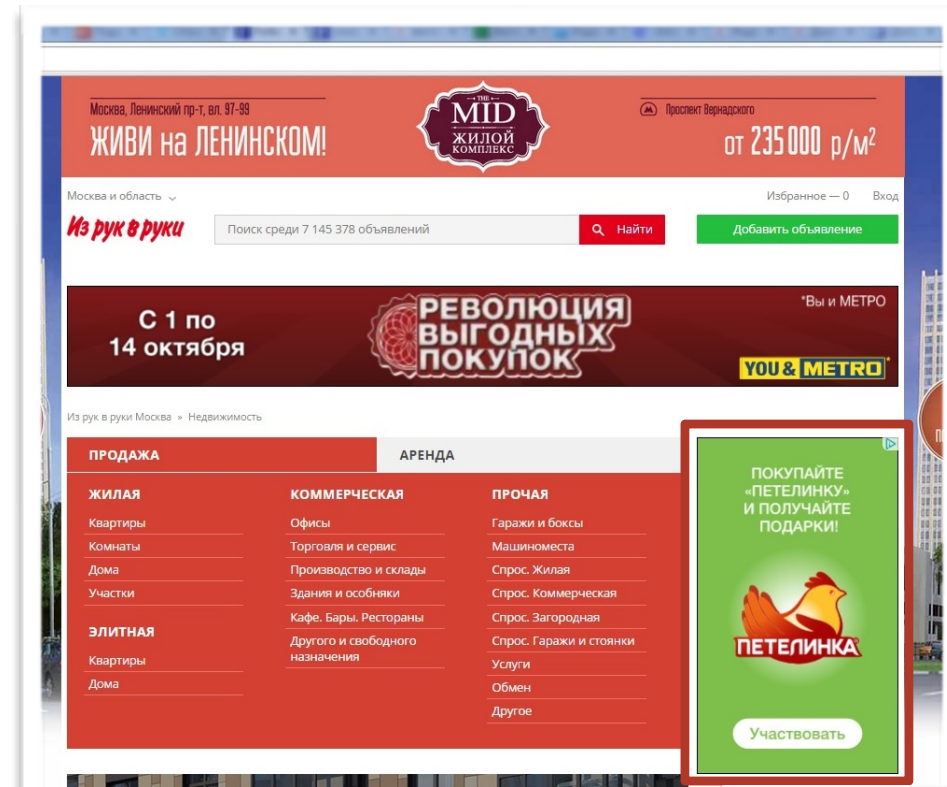 Москва, Ленинский пр-т, вл. 97-99
ЖИВИ на ЛЕНИНСКОМ!
THE
MID
ЖИЛОЙ
КОМПЛЕКС
Проспект Вернадского
от 235 000 р/м²
Москва и область
Избранное — 0 Вход
Из рук в руки
Поиск среди 7 145 378 объявлений
Найти
Добавить объявление
С 1 по
14 октября
РЕВОЛЮЦИЯ
ВЫГОДНЫХ
ПОКУПОК
*Вы и МЕТРО
YOU & METRO*
Из рук в руки Москва » Недвижимость
ПРОДАЖА
АРЕНДА
ЖИЛАЯ
Квартиры
Комнаты
Дома
Участки
ЭЛИТНАЯ
Квартиры
Дома
КОММЕРЧЕСКАЯ
Офисы
Торговля и сервис
Производство и склады
Здания и особняки
Кафе. Бары. Рестораны
Другого и свободного
назначения
ПРОЧАЯ
Гаражи и боксы
Машиноместа
Спрос. Жилая
Спрос. Коммерческая
Спрос. Загородная
Спрос. Гаражи и стоянки
Услуги
Обмен
Другое
ПОКУПАЙТЕ
«ПЕТЕЛИНКУ»
И ПОЛУЧАЙТЕ
ПОДАРКИ!
ПЕТЕЛИНКА
Участвовать